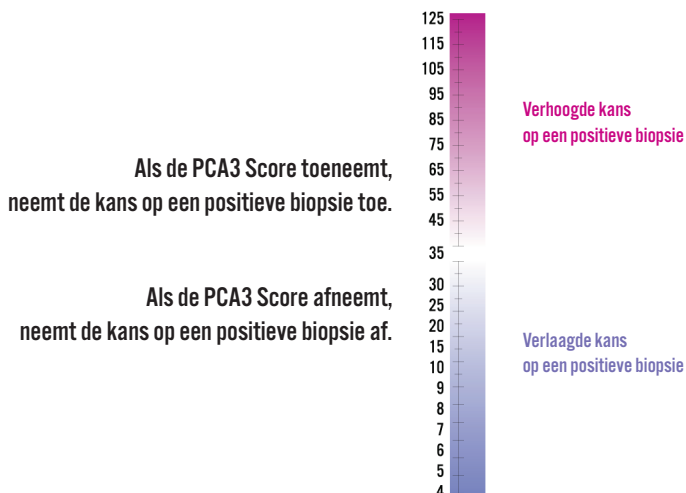 125
115
105
95
85
75
65
55
45
35
30
25
20
15
10
9
8
7
6
5
4
Verhoogde kans
op een positieve biopsie
Als de PCA3 Score toeneemt,
neemt de kans op een positieve biopsie toe.
Als de PCA3 Score afneemt,
neemt de kans op een positieve biopsie af.
Verlaagde kans
op een positieve biopsie